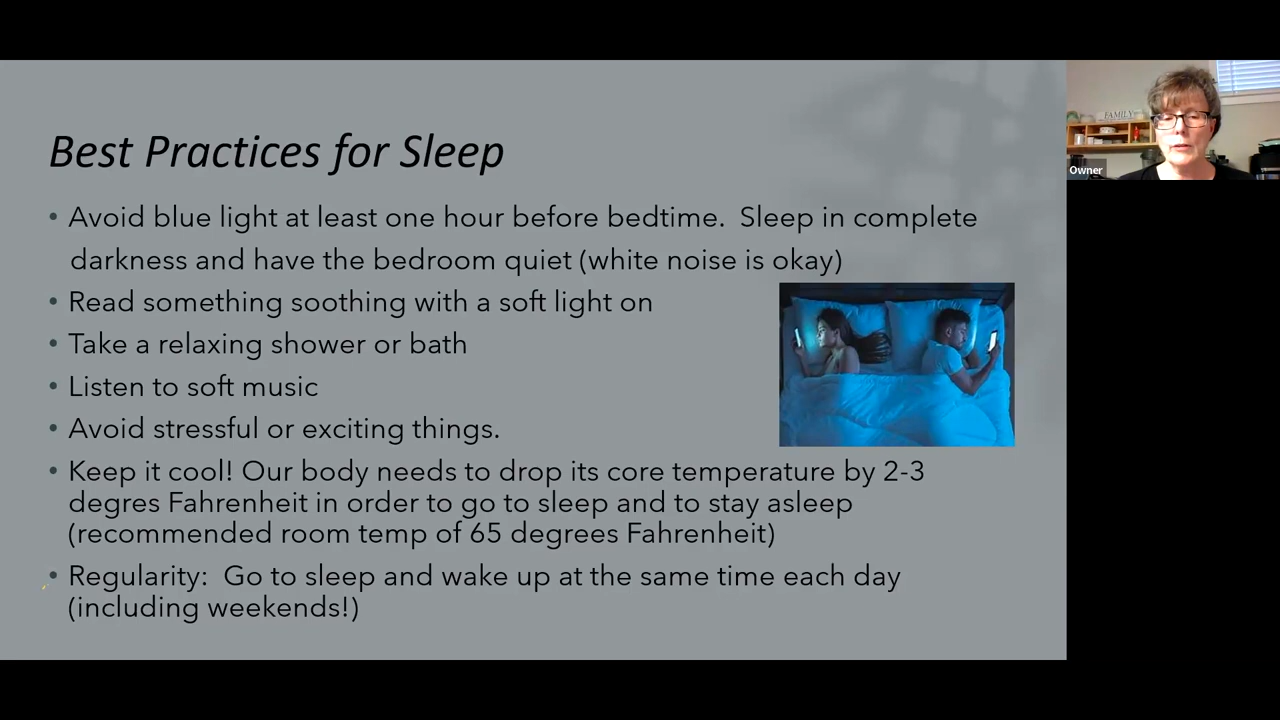 Best Practices for Sleep
• Avoid blue light at least one hour before bedtime.  Sleep in complete
darkness and have the bedroom quiet (white noise is okay)
• Read something soothing with a soft light on
• Take a relaxing shower or bath
• Listen to soft music
• Avoid stressful or exciting things.
• Keep it cool! Our body needs to drop its core temperature by 2-3
degres Fahrenheit in order to go to sleep and to stay asleep
(recommended room temp of 65 degrees Fahrenheit)
• Regularity:  Go to sleep and wake up at the same time each day
(including weekends!)
FAMILY
Owner